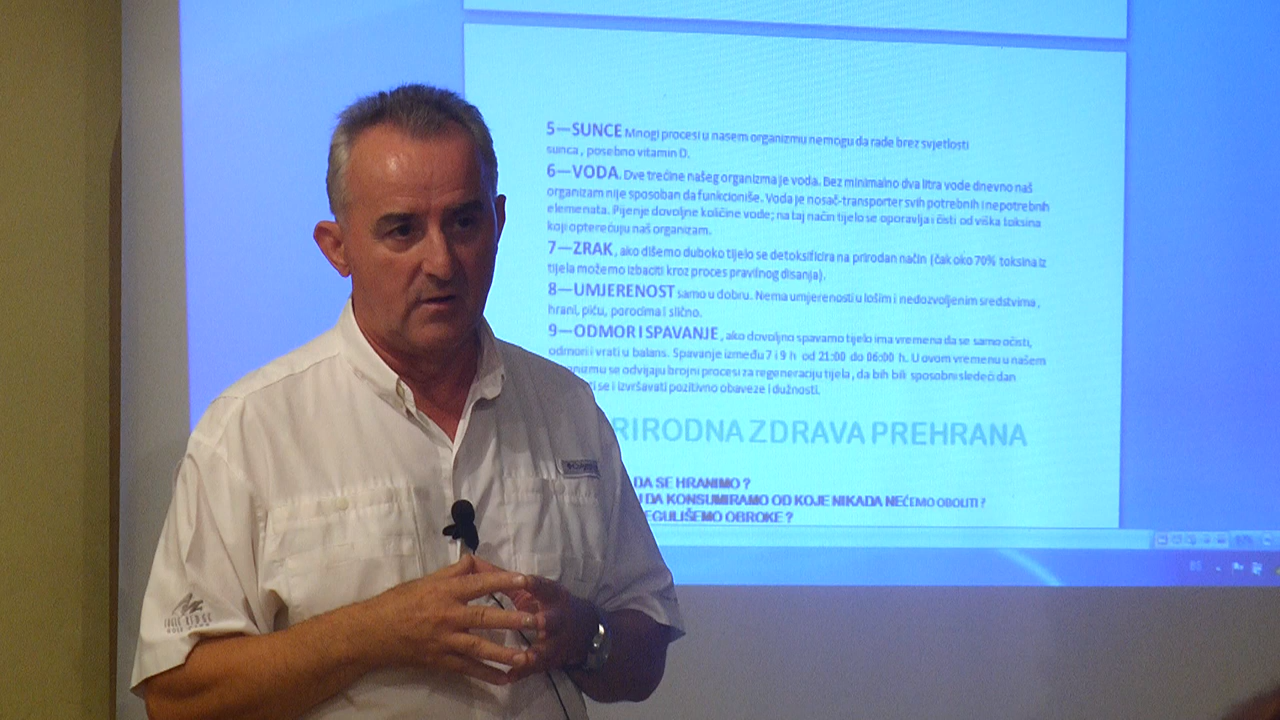 5—SUNCE Mnogi procesi u nasem organizmu nemogu da rade brez svjetlosti
sunca, posebno vitamin D.
6—VODA. Dve trećine našeg organizma je voda. Bez minimalno dva litra vode dnevno naš
organizam nije sposoban da funkcioniše. Voda je nosač-transporter svih potrebnih i nepotrebnih
elemenata. Pijenje dovoljne količine vode; na taj način tijelo se oporavlja i čisti od viška toksina
koji opterećuju naš organizam.
7—ZRAK, ako dišemo duboko tijelo se detoksificira na prirodan način (čak oko 70% toksina iz
tijela možemo izbaciti kroz proces pravilnog disanja).
8—UMJERENOST samo u dobru. Nema umjerenosti u lošim i nedozvoljenim sredstvima,
hrani, piću, porocima i slično.
9—ODMOR I SPAVANJE, ako dovoljno spavamo tijelo ima vremena da se samo očisti,
odmori i vrati u balans. Spavanje između 7 i 9 h od 21:00 do 06:00 h. U ovom vremenu u našem
anizmu se odvijaju brojni procesi za regeneraciju tijela, da bih bili sposobni sledeći dan
ti se i izvršavati pozitivno obaveze i dužnosti.
RIRODNA ZDRAVA PREHRANA
DA SE HRANIMO?
I DA KONSUMIRAMO OD KOJE NIKADA NEĆEMO OBOLITI?
EGULIŠEMO OBROKE?